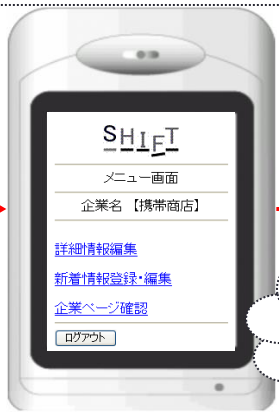 SHIFT
メニュー画面
企業名【携帯商店】
詳細情報編集
新着情報登録・編集
企業ページ確認
ログアウト